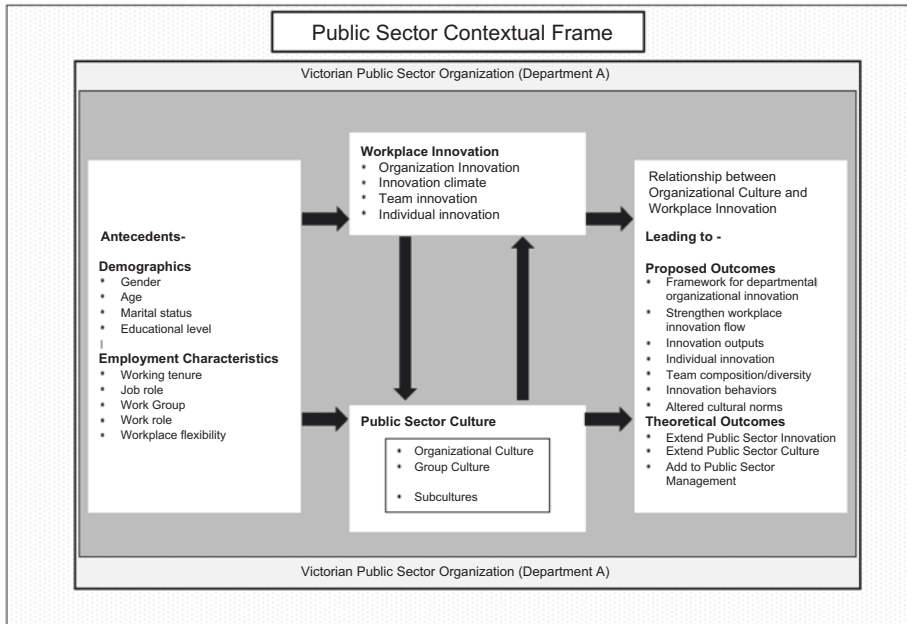 Public Sector Contextual Frame
Victorian Public Sector Organization (Department A)
Antecedents-
Demographics
* Gender
* Age
* Marital status
* Educational level
Employment Characteristics
* Working tenure
* Job role
* Work Group
* Work role
* Workplace flexibility
Workplace Innovation
* Organization Innovation
* Innovation climate
* Team innovation
* Individual innovation
Public Sector Culture
* Organizational Culture
* Group Culture
* Subcultures
Relationship between
Organizational Culture and
Workplace Innovation
Leading to -
Proposed Outcomes
* Framework for departmental
organizational innovation
* Strengthen workplace
innovation flow
* Innovation outputs
* Individual innovation
* Team composition/diversity
* Innovation behaviors
* Altered cultural norms
Theoretical Outcomes
* Extend Public Sector Innovation
* Extend Public Sector Culture
* Add to Public Sector
Management
Victorian Public Sector Organization (Department A)